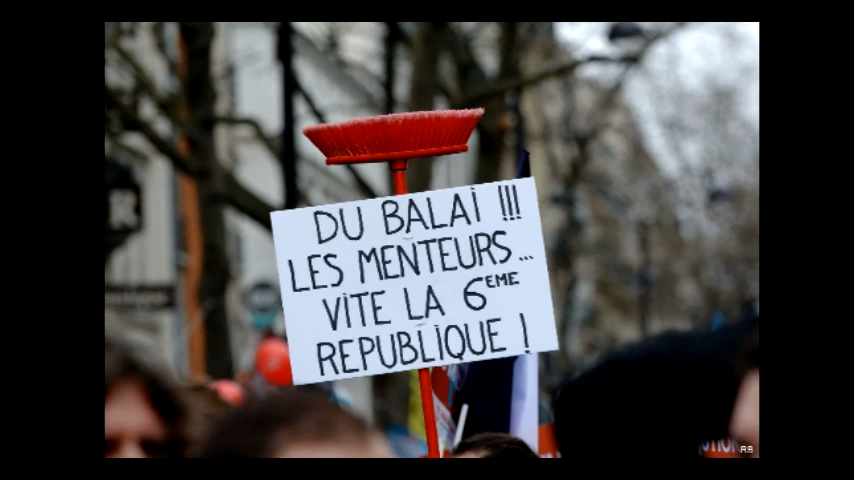 DU BALAI !!!
LES MENTEURS...
VITE LA 6EME
REPUBLIQUE !
R